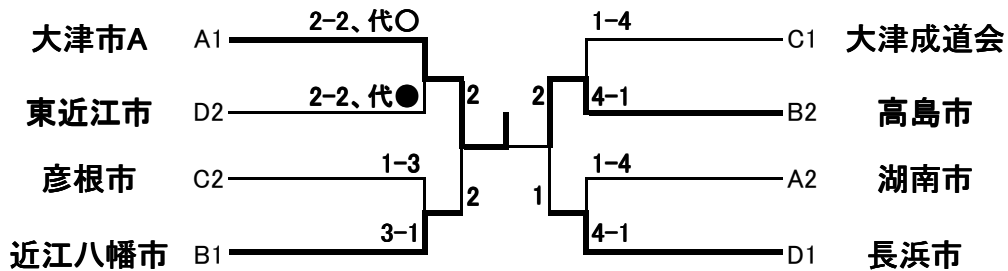 2-2、代〇
1-4
大津市A A1
C1 大津成道会
2-2、代●
2
2
4-1
東近江市 D2
B2 高島市
1-3
1-4
彦根市 C2
A2 湖南市
2
1
3-1
4-1
近江八幡市 B1
D1 長浜市